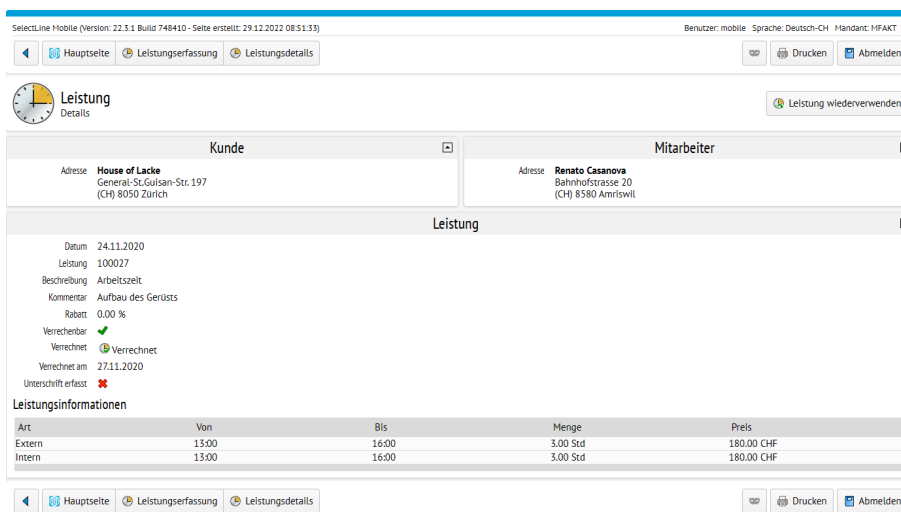 SelectLine Mobile (Version: 22.3.1 Build 748410 - Seite erstellt: 29.12.2022 08:51:33) Benutzer: mobile Sprache: Deutsch-CH Mandant: MFAKT
Hauptseite Leistungserfassung Leistungsdetails Drucken Abmelden
Leistung
Details
Leistung wiederverwenden
Kunde Mitarbeiter
Adresse House of Lacke Adresse Renato Casanova
General-St.Guisan-Str. 197 Bahnhofstrasse 20
(CH) 8050 Zürich (CH) 8580 Amriswil
Leistung
Datum 24.11.2020
Leistung 100027
Beschreibung Arbeitszeit
Kommentar Aufbau des Gerüsts
Rabatt 0.00 %
Verrechenbar
Verrechnet Verrechnet
Verrechnet am 27.11.2020
Unterschrift erfasst
Leistungsinformationen
Art Von Bis Menge Preis
Extern 13:00 16:00 3.00 Std 180.00 CHF
Intern 13:00 16:00 3.00 Std 180.00 CHF
Hauptseite Leistungserfassung Leistungsdetails Drucken Abmelden